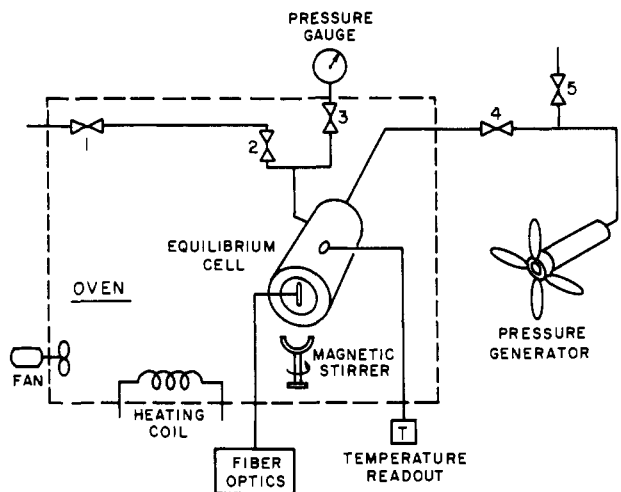 PRESSURE
GAUGE
5
3
4
1
2
EQUILIBRIUM
CELL
OVEN
PRESSURE
GENERATOR
MAGNETIC
STIRRER
FAN
HEATING
COIL
T
FIBER
OPTICS
TEMPERATURE
READOUT